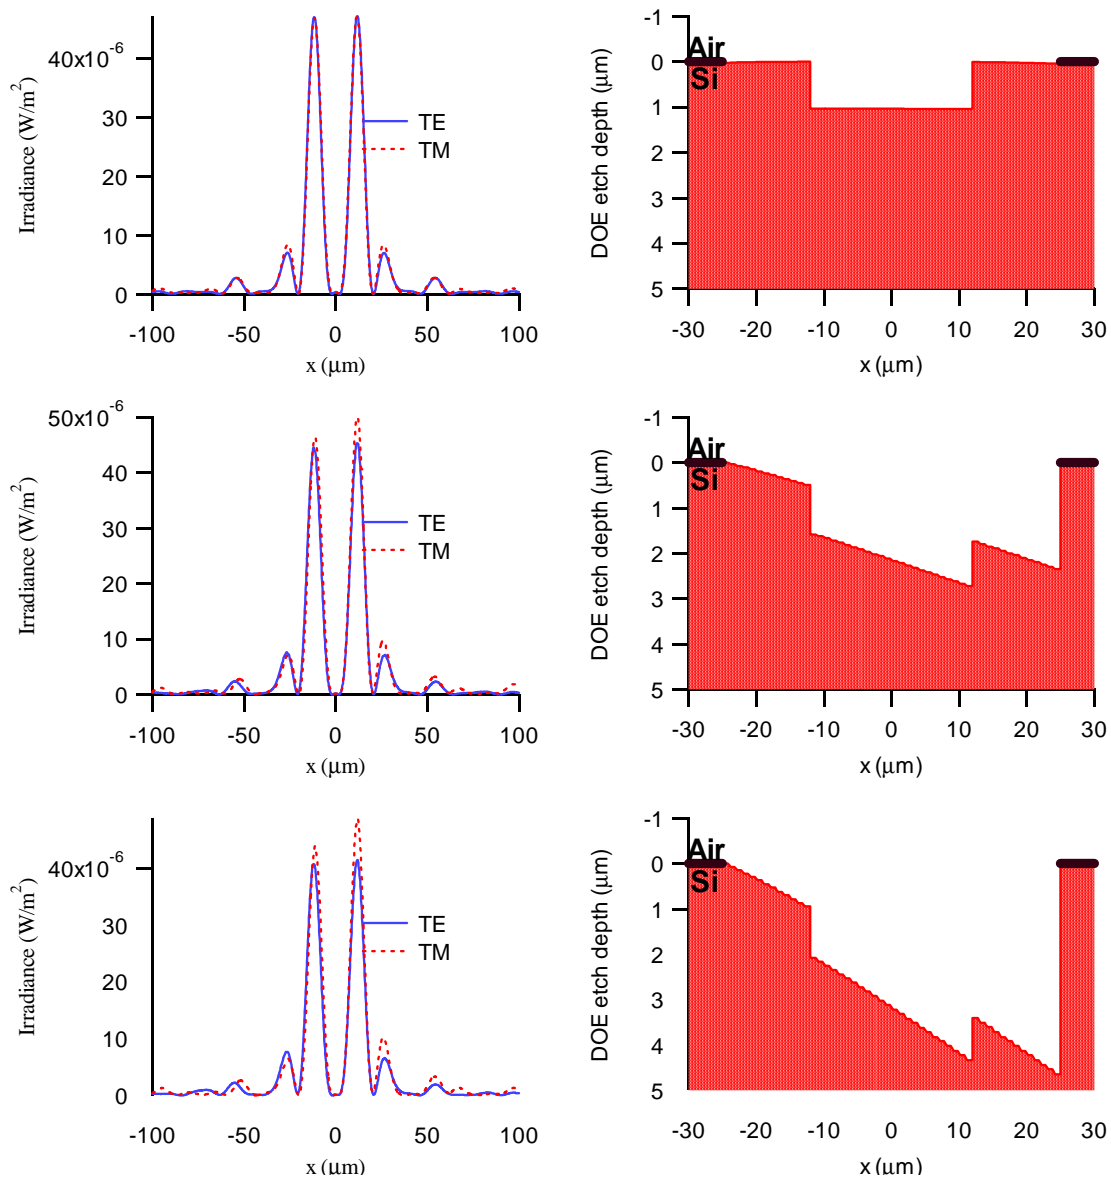 40x10-6
30
20
10
0
Irradiance (W/m2)
TE
TM
-100 -50 0 50 100
x (μm)
-1
0
1
2
3
4
5
DOE etch depth (μm)
Air
Si
-30 -20 -10 0 10 20 30
x (μm)
50x10-6
40
30
20
10
0
Irradiance (W/m2)
TE
TM
-100 -50 0 50 100
x (μm)
-1
0
1
2
3
4
5
DOE etch depth (μm)
Air
Si
-30 -20 -10 0 10 20 30
x (μm)
40x10-6
30
20
10
0
Irradiance (W/m2)
TE
TM
-100 -50 0 50 100
x (μm)
-1
0
1
2
3
4
5
DOE etch depth (μm)
Air
Si
-30 -20 -10 0 10 20 30
x (μm)